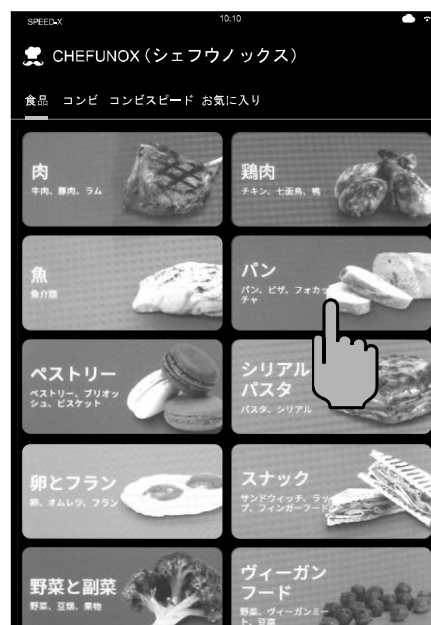 SPEED-X 10:10
CHEFUNOX (シェフウノックス)
食品 コンビ コンビスピード お気に入り
肉
牛肉、豚肉、ラム
鶏肉
チキン、七面鳥、鴨
魚
魚介類
パン
パン、ピザ、フォカッ
チャ
ペストリー
ペストリー、ブリオッ
シュ、ビスケット
シリアル
パスタ
パスタ、シリアル
卵とフラン
卵、オムレツ、フラン
スナック
サンドウィッチ、ラッ
プ、フィンガーフード
野菜と副菜
野菜、豆類、果物
ヴィーガン
フード
野菜、ヴィーガンミー
ト、豆腐